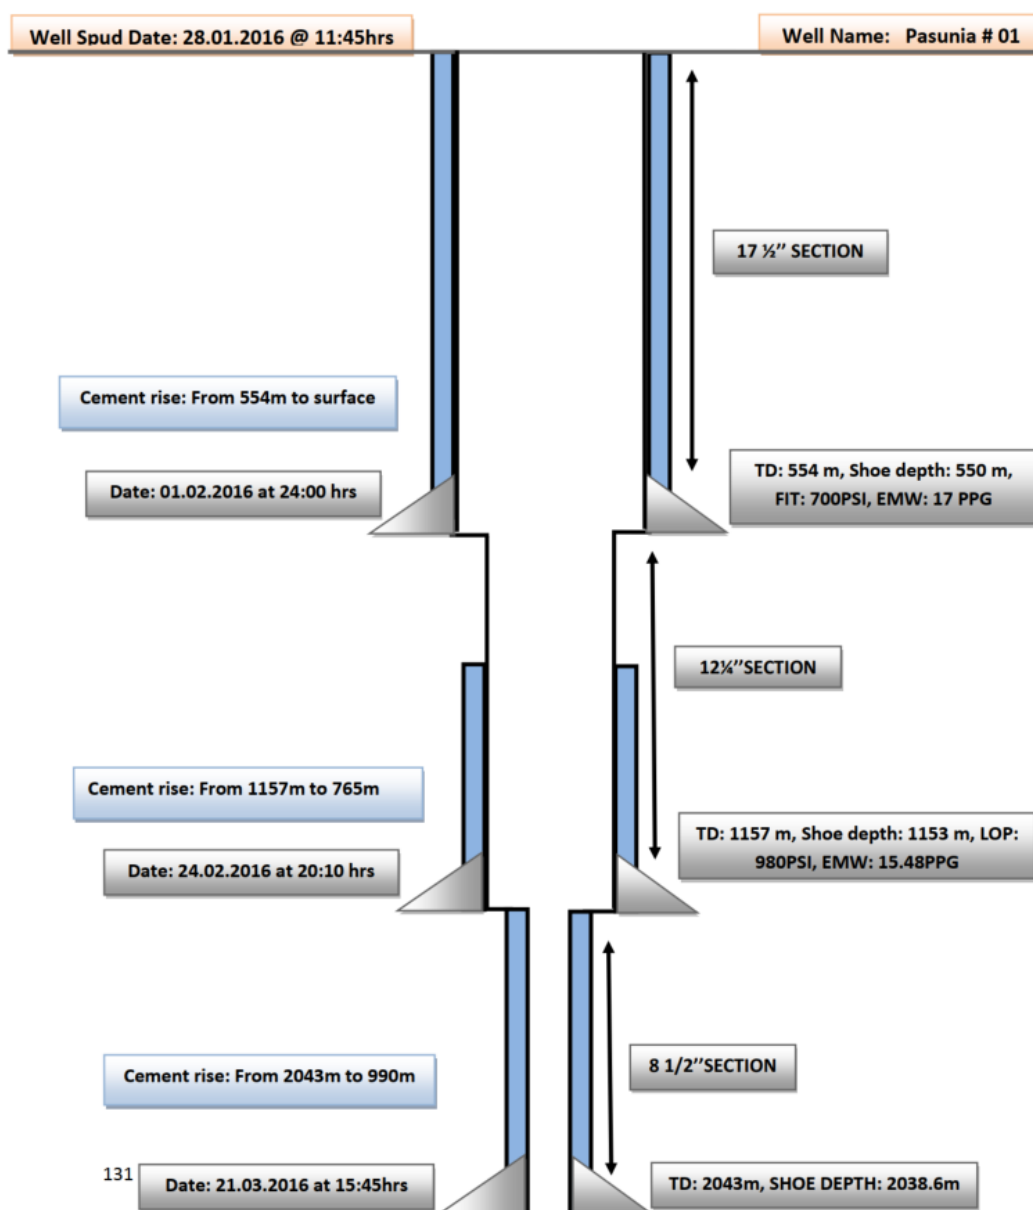 Well Spud Date: 28.01.2016 @ 11:45hrs
Well Name: Pasunia # 01
17 ½’’ SECTION
Cement rise: From 554m to surface
Date: 01.02.2016 at 24:00 hrs
TD: 554 m, Shoe depth: 550 m,
FIT: 700PSI, EMW: 17 PPG
12¼’’SECTION
Cement rise: From 1157m to 765m
Date: 24.02.2016 at 20:10 hrs
TD: 1157 m, Shoe depth: 1153 m, LOP:
980PSI, EMW: 15.48PPG
8 1/2’’SECTION
Cement rise: From 2043m to 990m
131
Date: 21.03.2016 at 15:45hrs
TD: 2043m, SHOE DEPTH: 2038.6m